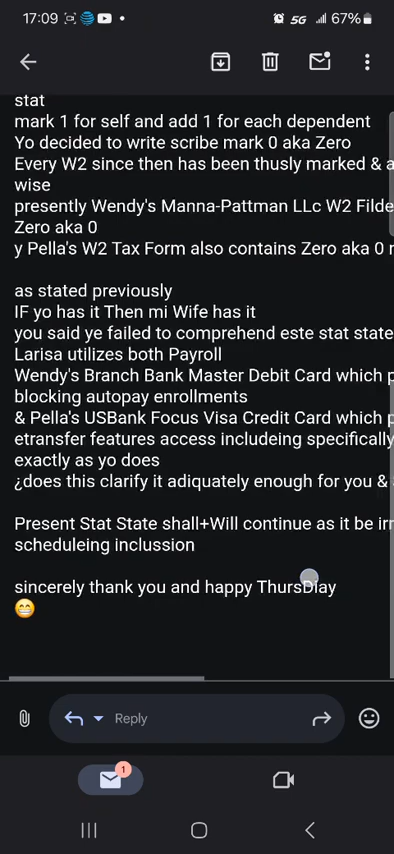 17:09 5G 67%
stat
mark 1 for self and add 1 for each dependent
Yo decided to write scribe mark 0 aka Zero
Every W2 since then has been thusly marked & a
wise
presently Wendy's Manna-Pattman LLc W2 Filde
Zero aka 0
y Pella's W2 Tax Form also contains Zero aka 0
as stated previously
IF yo has it Then mi Wife has it
you said ye failed to comprehend este stat state
Larisa utilizes both Payroll
Wendy's Branch Bank Master Debit Card which p
blocking autopay enrollments
& Pella's USBank Focus Visa Credit Card which p
etransfer features access includeing specifically
exactly as yo does
¿does this clarify it adiquately enough for you &
Present Stat State shall+Will continue as it be irr
scheduleing inclussion
sincerely thank you and happy ThursDlay
😁
Reply
1